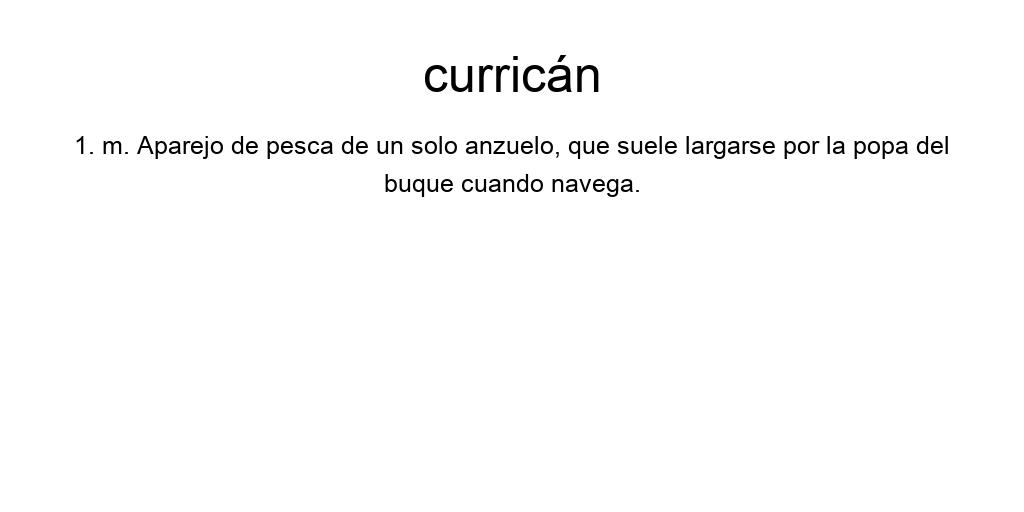 curricán
1. m. Aparejo de pesca de un solo anzuelo, que suele largarse por la popa del
buque cuando navega.